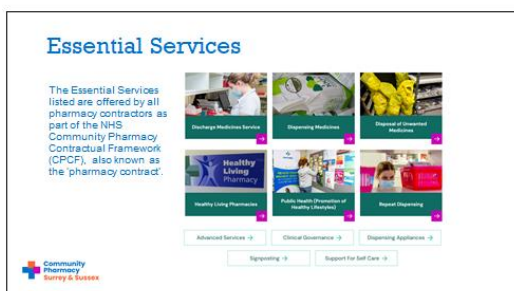 Essential Services
The Essential Services
listed are offered by all
pharmacy contractors as
part of the NHS
Community Pharmacy
Contractual Framework
(CPCF), also known as
the 'pharmacy contract'.
Discharge Medicines Service
Dispensing Medicines
Disposal of Unwanted
Medicines
Healthy
Living
Pharmacy
Healthy Living Pharmacies
Public Health (Promotion of
Healthy Lifestyles)
Repeat Dispensing
Advanced Services →
Clinical Governance →
Dispensing Appliances →
Signposting →
Support For Self Care →
Community
Pharmacy
Surrey & Sussex